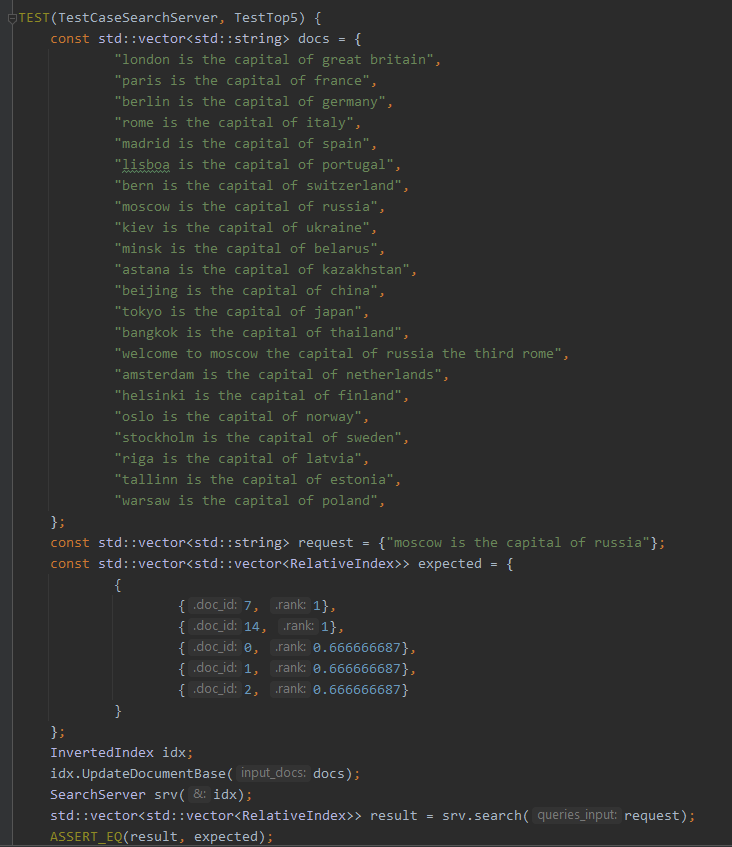 TEST(TestCaseSearchServer, TestTop5) {
    const std::vector<std::string> docs = {
            "london is the capital of great britain",
            "paris is the capital of france",
            "berlin is the capital of germany",
            "rome is the capital of italy",
            "madrid is the capital of spain",
            "lisboa is the capital of portugal",
            "bern is the capital of switzerland",
            "moscow is the capital of russia",
            "kiev is the capital of ukraine",
            "minsk is the capital of belarus",
            "astana is the capital of kazakhstan",
            "beijing is the capital of china",
            "tokyo is the capital of japan",
            "bangkok is the capital of thailand",
            "welcome to moscow the capital of russia the third rome",
            "amsterdam is the capital of netherlands",
            "helsinki is the capital of finland",
            "oslo is the capital of norway",
            "stockholm is the capital of sweden",
            "riga is the capital of latvia",
            "tallinn is the capital of estonia",
            "warsaw is the capital of poland",
    };
    const std::vector<std::string> request = {"moscow is the capital of russia"};
    const std::vector<std::vector<RelativeIndex>> expected = {
            {
                    { .doc_id: 7, .rank: 1},
                    { .doc_id: 14, .rank: 1},
                    { .doc_id: 0, .rank: 0.666666687},
                    { .doc_id: 1, .rank: 0.666666687},
                    { .doc_id: 2, .rank: 0.666666687}
            }
    };
    InvertedIndex idx;
    idx.UpdateDocumentBase( input_docs: docs);
    SearchServer srv( &: idx);
    std::vector<std::vector<RelativeIndex>> result = srv.search( queries_input: request);
    ASSERT_EQ(result, expected);